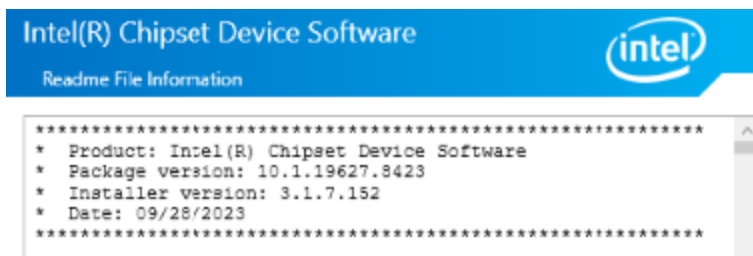 Intel(R) Chipset Device Software
intel
Readme File Information
************************************************************
*  Product: Intel(R) Chipset Device Software
*  Package version: 10.1.19627.8423
*  Installer version: 3.1.7.152
*  Date: 09/28/2023
************************************************************